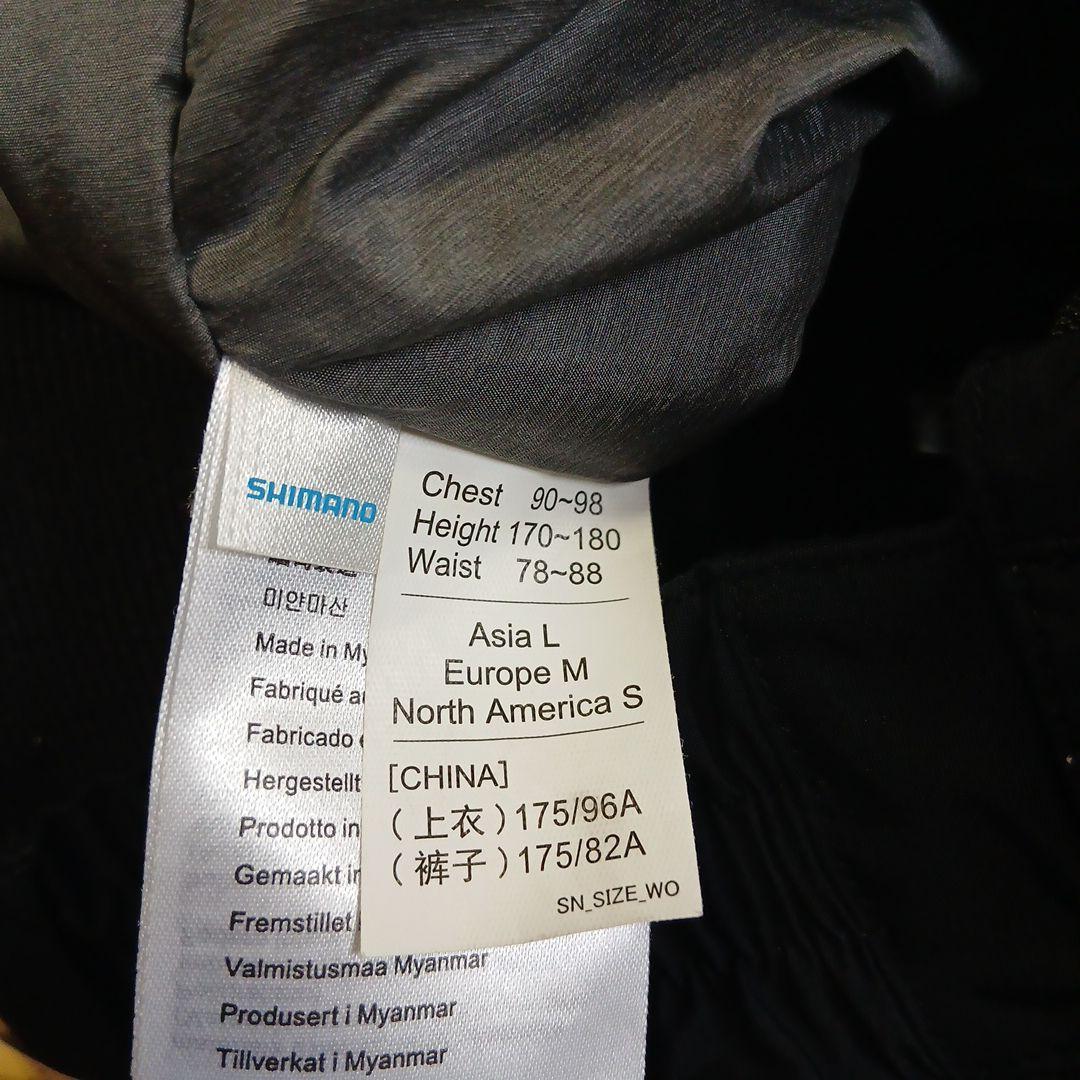 SHIMANO
Chest 90~98
Height 170~180
Waist 78~88
Asia L
Europe M
North America S
[CHINA]
(上衣)175/96A
(裤子)175/82A
SN_SIZE_WO
미얀마산
Made in My
Fabriqué a
Fabricado
Hergestellt
Prodotto in
Gemaakt in
Fremstillet
Valmistusmaa Myanmar
Produsert i Myanmar
Tillverkat i Myanmar